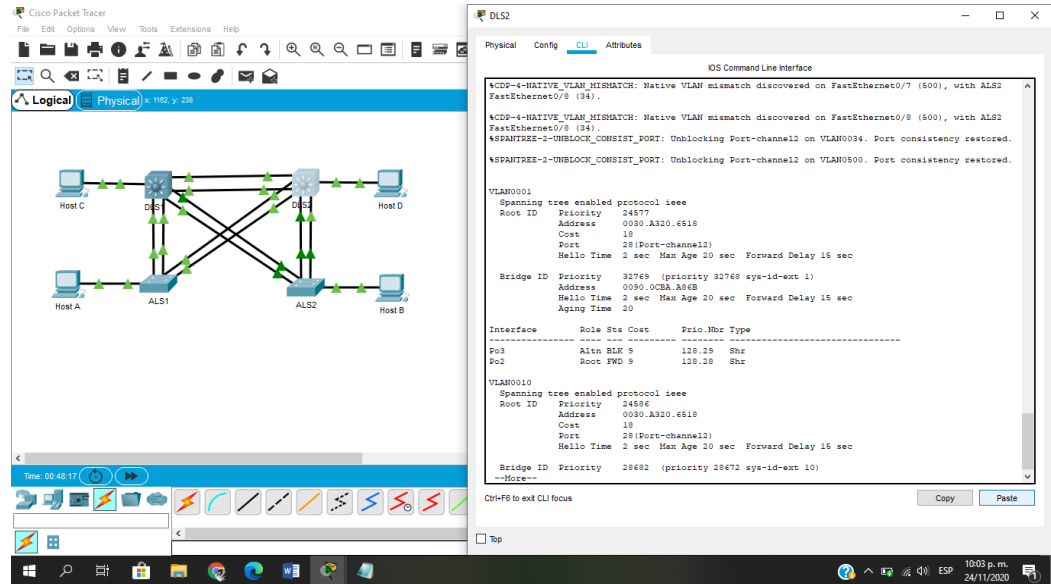 Cisco Packet Tracer
File Edit Options View Tools Extensions Help
Logical
Physical
x: 1162, y: 238
Host C
DLS1
DLS2
Host D
Host A
ALS1
ALS2
Host B
Time: 00:48:17
DLS2
Physical Config CLI Attributes
IOS Command Line Interface
%CDP-4-NATIVE_VLAN_MISMATCH: Native VLAN mismatch discovered on FastEthernet0/7 (500), with ALS2
FastEthernet0/8 (34).
%CDP-4-NATIVE_VLAN_MISMATCH: Native VLAN mismatch discovered on FastEthernet0/8 (500), with ALS2
FastEthernet0/8 (34).
%SPANTREE-2-UNBLOCK_CONSIST_PORT: Unblocking Port-channel2 on VLAN0034. Port consistency restored.
%SPANTREE-2-UNBLOCK_CONSIST_PORT: Unblocking Port-channel2 on VLAN0500. Port consistency restored.
VLAN0001
Spanning tree enabled protocol ieee
Root ID Priority 24577
Address 0030.A320.6518
Cost 18
Port 28(Port-channel2)
Hello Time 2 sec Max Age 20 sec Forward Delay 15 sec
Bridge ID Priority 32769 (priority 32768 sys-id-ext 1)
Address 0090.0CBA.A86B
Hello Time 2 sec Max Age 20 sec Forward Delay 15 sec
Aging Time 20
Interface Role Sts Cost Prio.Nbr Type
---------------- ---- --- --------- -------- --------------------------------
Po3 Altn BLK 9 128.29 Shr
Po2 Root FWD 9 128.28 Shr
VLAN0010
Spanning tree enabled protocol ieee
Root ID Priority 24586
Address 0030.A320.6518
Cost 18
Port 28(Port-channel2)
Hello Time 2 sec Max Age 20 sec Forward Delay 15 sec
Bridge ID Priority 28682 (priority 28672 sys-id-ext 10)
--More--
Ctrl+F6 to exit CLI focus
Copy
Paste
Top
ESP
10:03 p. m.
24/11/2020
1